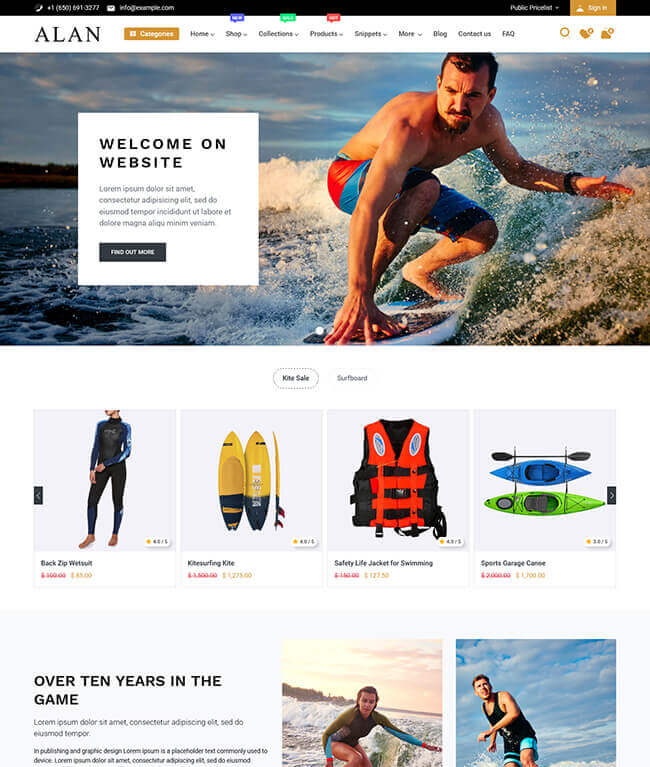 +1 (650) 691-3277 info@example.com Public Pricelist Sign in
NEW SALE HOT
ALAN Categories Home Shop Collections Products Snippets More Blog Contact us FAQ 0 0
WELCOME ON
WEBSITE
Lorem ipsum dolor sit amet,
consectetur adipisicing elit, sed do
eiusmod tempor incididunt ut labore et
dolore magna aliqu minim veniam.
FIND OUT MORE
Kite Sale Surfboard
4.0 / 5 4.0 / 5 4.0 / 5 3.0 / 5
Back Zip Wetsuit Kitesurfing Kite Safety Life Jacket for Swimming Sports Garage Canoe
$ 100.00 $ 85.00 $ 1,500.00 $ 1,275.00 $ 150.00 $ 127.50 $ 2,000.00 $ 1,700.00
OVER TEN YEARS IN THE
GAME
Lorem ipsum dolor sit amet, consectetur adipisicing elit, sed do eiusmod
tempor.
In publishing and graphic design Lorem ipsum is a placeholder text commonly used to
device. Lorem ipsum dolor sit amet, consectetur adipisicing elit, sed do eiusmod